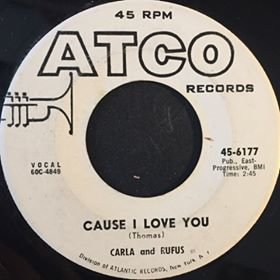 45 RPM
ATCO
RECORDS
VOCAL
60C-4849
45-6177
Pub., East-
Progressive, BMI
Time: 2:45
CAUSE I LOVE YOU
(Thomas)
CARLA and RUFUS
Division of ATLANTIC RECORDS, New York, N.Y.